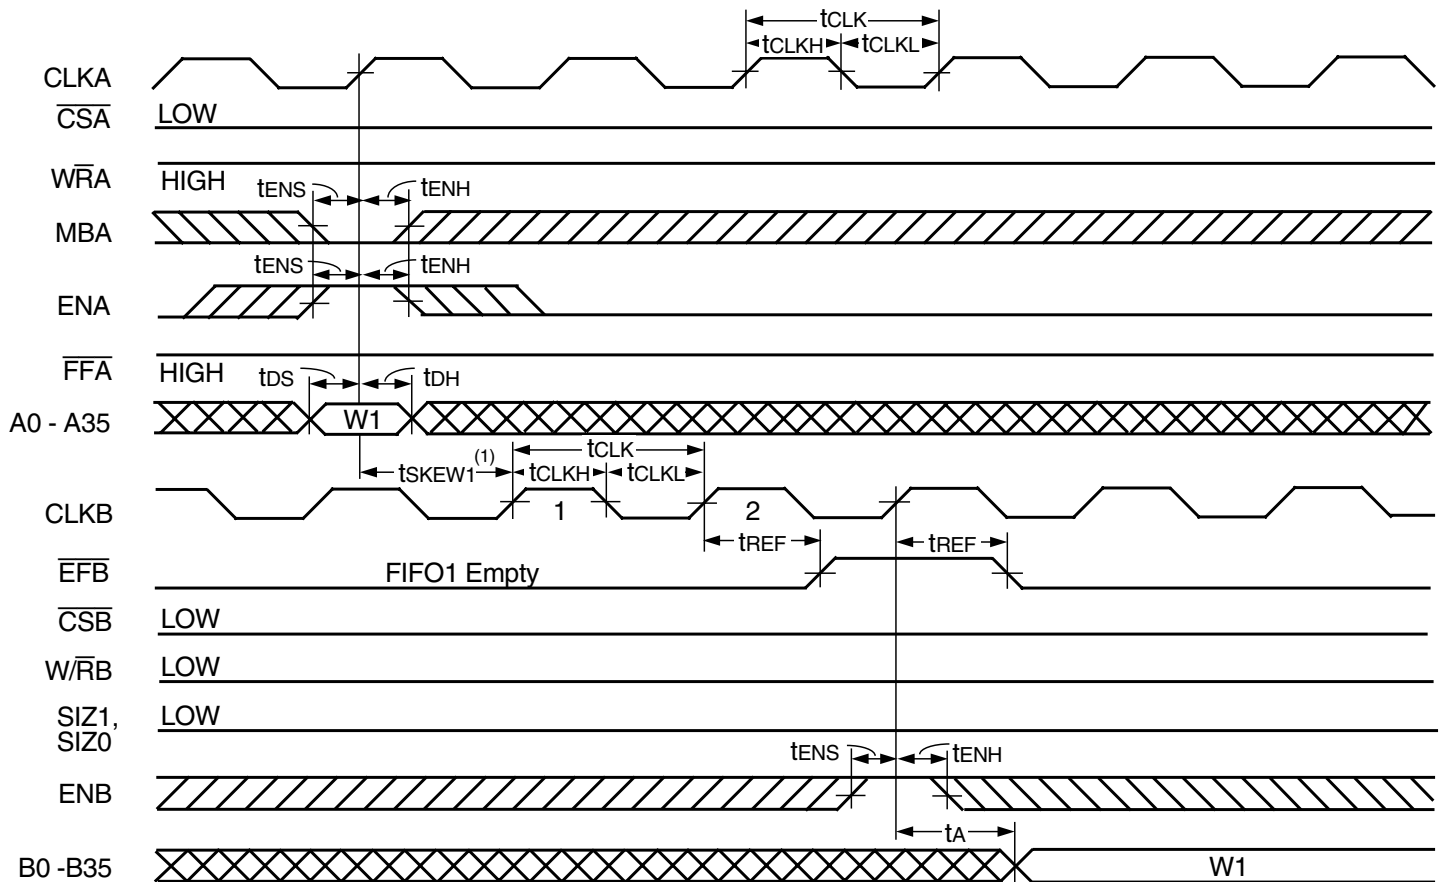 tCLK
tCLKH tCLKL
CLKA
CSA LOW
WRA HIGH
tENS tENH
MBA
tENS tENH
ENA
FFA HIGH
tDS tDH
A0 - A35 W1
tCLK
tSKEW1(1) tCLKH tCLKL
CLKB 1 2
tREF tREF
EFB FIFO1 Empty
CSB LOW
W/RB LOW
SIZ1, LOW
SIZ0
tENS tENH
ENB
tA
B0 -B35 W1